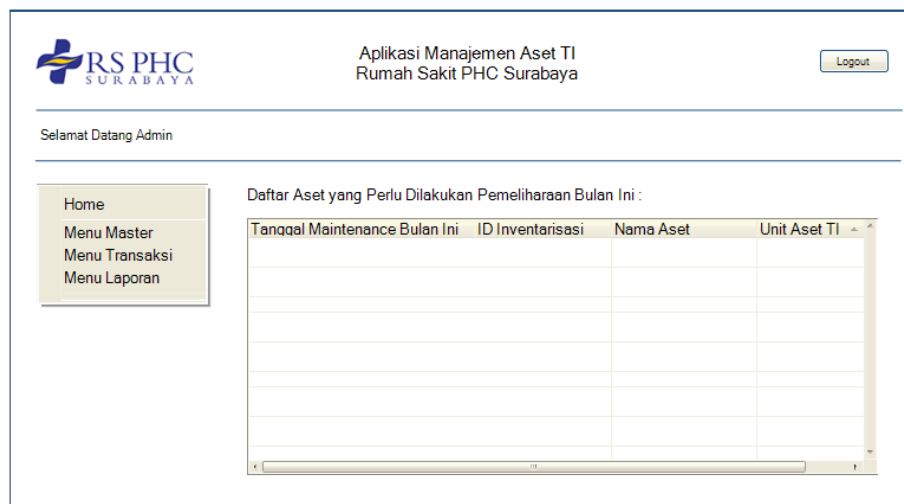 RS PHC
SURABAYA
Aplikasi Manajemen Aset TI
Rumah Sakit PHC Surabaya
Logout
Selamat Datang Admin
Home
Menu Master
Menu Transaksi
Menu Laporan
Daftar Aset yang Perlu Dilakukan Pemeliharaan Bulan Ini :
Tanggal Maintenance Bulan Ini ID Inventarisasi Nama Aset Unit Aset TI